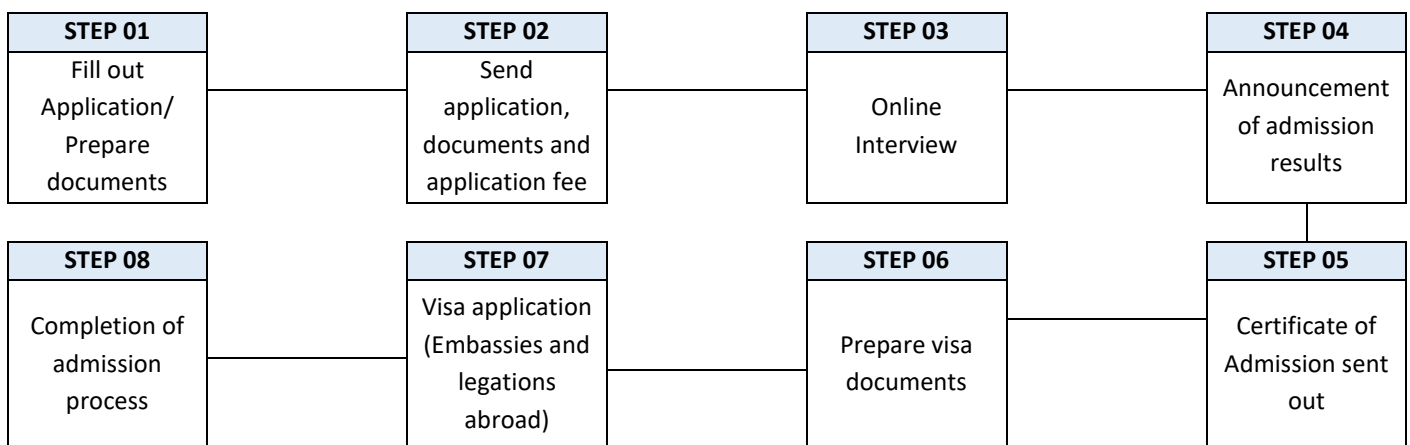 STEP 01
Fill out
Application/
Prepare
documents
STEP 02
Send
application,
documents and
application fee
STEP 03
Online
Interview
STEP 04
Announcement
of admission
results
STEP 08
Completion of
admission
process
STEP 07
Visa application
(Embassies and
legations
abroad)
STEP 06
Prepare visa
documents
STEP 05
Certificate of
Admission sent
out